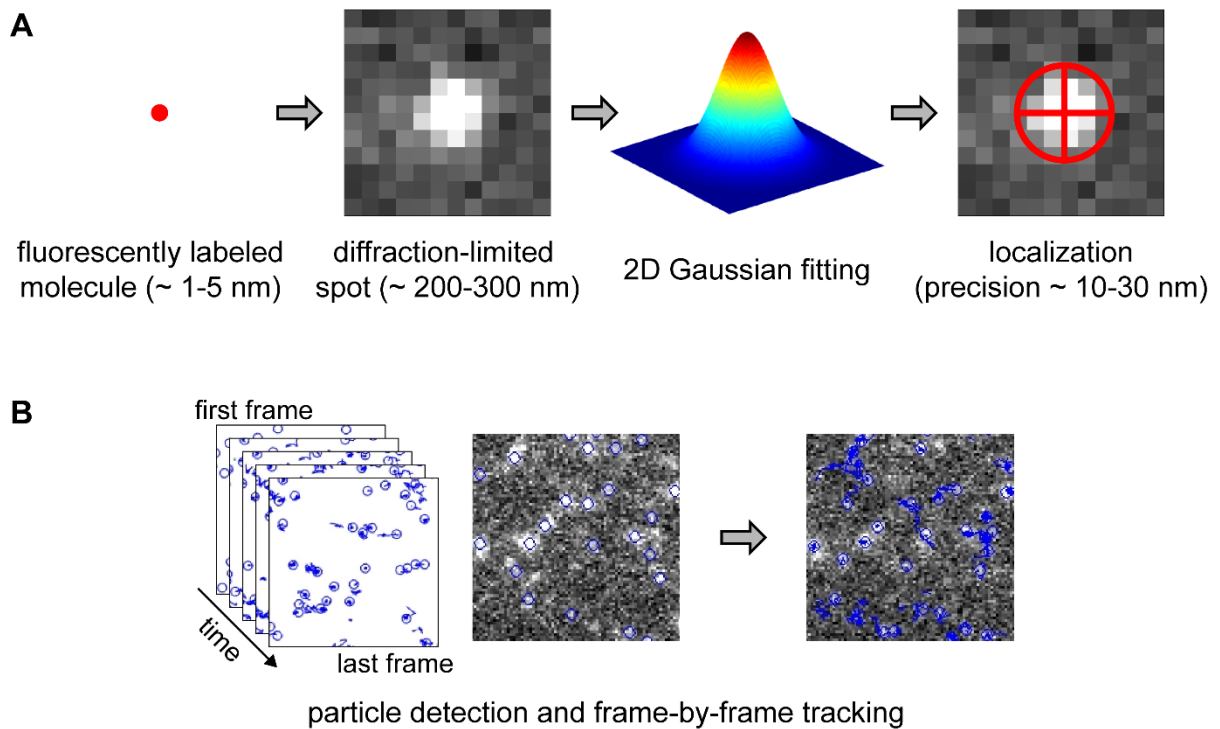 A
fluorescently labeled
molecule (~ 1-5 nm)
diffraction-limited
spot (~ 200-300 nm)
2D Gaussian fitting
localization
(precision ~ 10-30 nm)
B
first frame
time
last frame
particle detection and frame-by-frame tracking